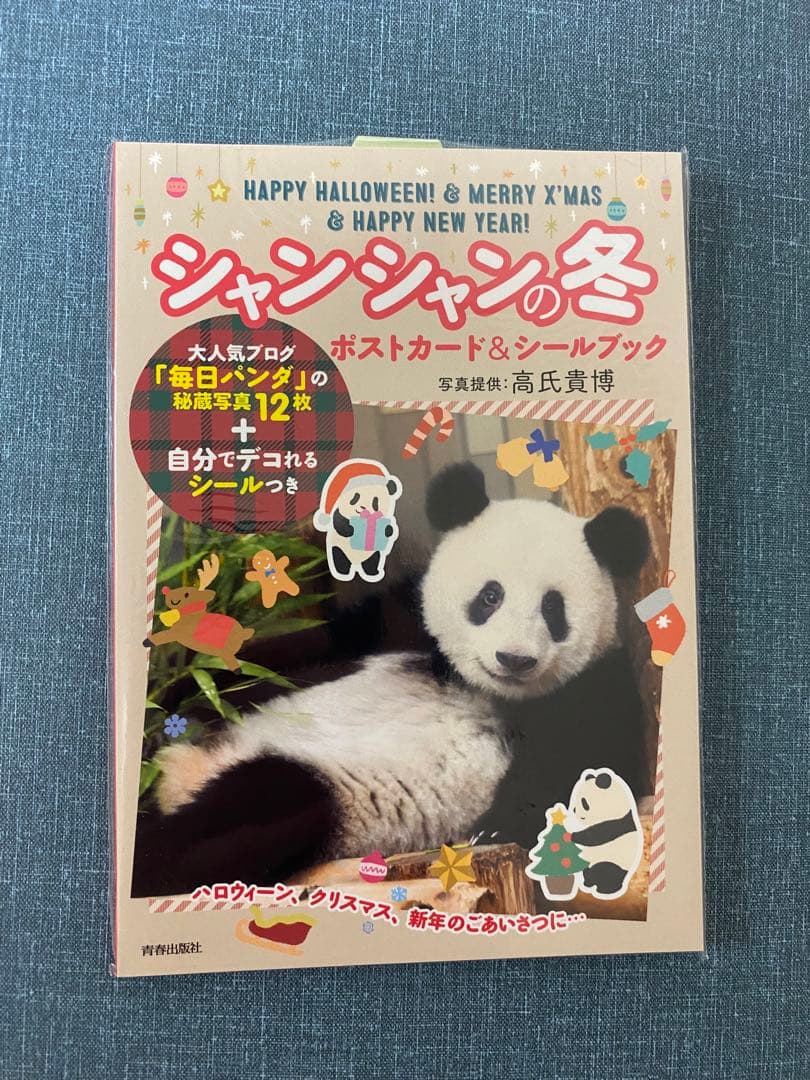 HAPPY HALLOWEEN! & MERRY X'MAS
& HAPPY NEW YEAR!
シャンシャンの冬
ポストカード&シールブック
写真提供:高氏貴博
大人気ブログ
「毎日パンダ」の
秘蔵写真12枚
+
自分でデコれる
シールつき
ハロウィーン、クリスマス、新年のごあいさつに…
青春出版社